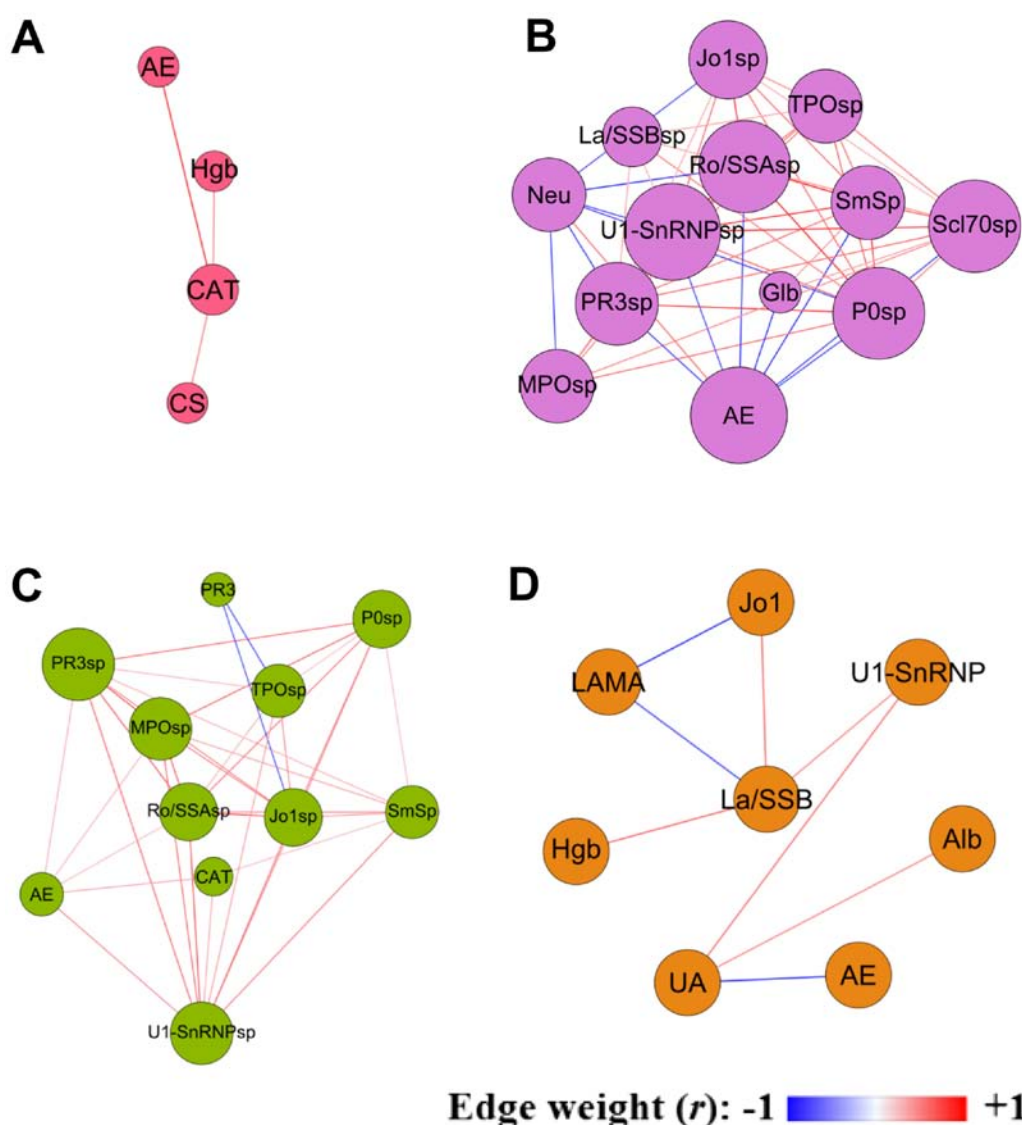 A
AE
Hgb
CAT
CS
B
Jo1sp
TPOsp
La/SSBsp
Ro/SSAsp
Neu
SmSp
Scl70sp
U1-SnRNPsp
PR3sp
Glb
P0sp
MPOsp
AE
C
PR3
P0sp
PR3sp
TPOsp
MPOsp
Ro/SSAsp
Jo1sp
SmSp
CAT
AE
U1-SnRNPsp
D
Jo1
LAMA
U1-SnRNP
La/SSB
Hgb
Alb
UA
AE
Edge weight (r): -1 +1